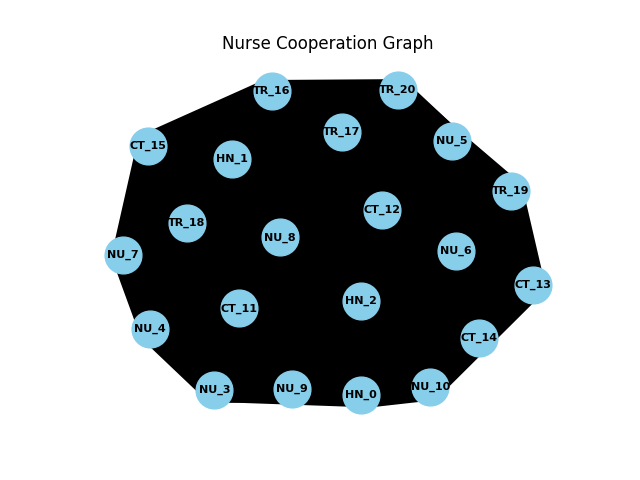 Nurse Cooperation Graph
TR_16
TR_20
TR_17
NU_5
CT_15
HN_1
TR_19
CT_12
TR_18
NU_8
NU_6
NU_7
CT_13
HN_2
CT_11
NU_4
CT_14
NU_10
NU_9
NU_3
HN_0